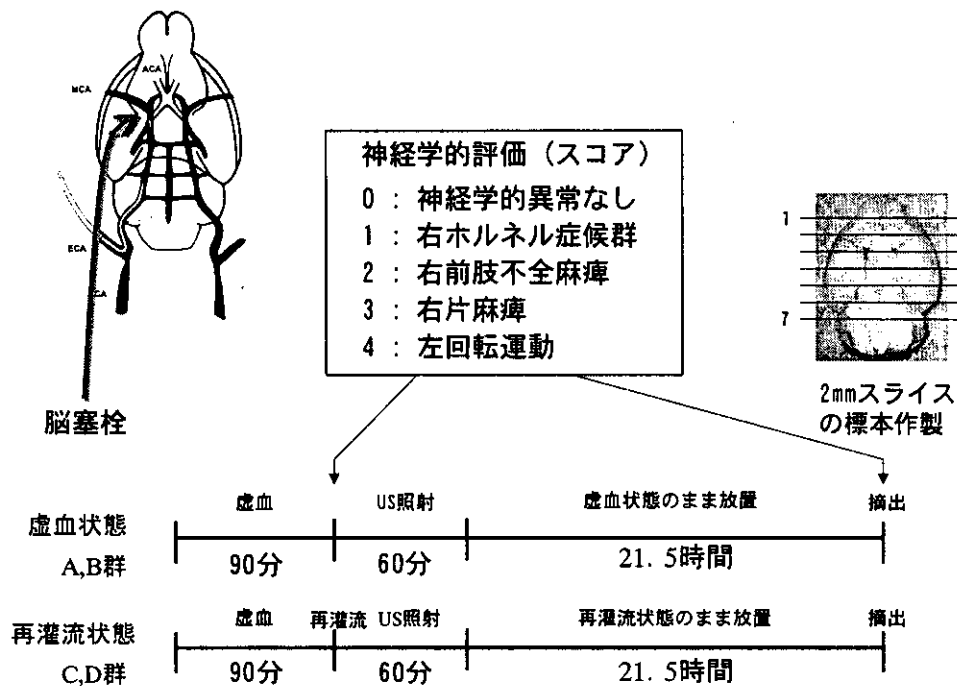 ACA
MCA
ECA
脳塞栓
神経学的評価（スコア）
0 : 神経学的異常なし
1 : 右ホルネル症候群
2 : 右前肢不全麻痺
3 : 右片麻痺
4 : 左回転運動
1
7
2mmスライス
の標本作製
虚血 US照射 虚血状態のまま放置 摘出
虚血状態
A,B群 90分 60分 21. 5時間
虚血 再灌流 US照射 再灌流状態のまま放置 摘出
再灌流状態
C,D群 90分 60分 21. 5時間